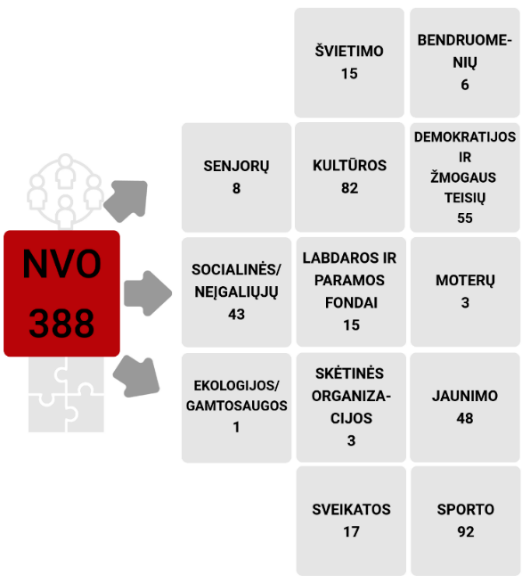 NVO
388
ŠVIETIMO
15
BENDRUOME-
NIŲ
6
SENJORŲ
8
KULTŪROS
82
DEMOKRATIJOS
IR
ŽMOGAUS
TEISIŲ
55
SOCIALINĖS/
NEĮGALIŲJŲ
43
LABDAROS IR
PARAMOS
FONDAI
15
MOTERŲ
3
EKOLOGIJOS/
GAMTOSAUGOS
1
SKĖTINĖS
ORGANIZA-
CIJOS
3
JAUNIMO
48
SVEIKATOS
17
SPORTO
92